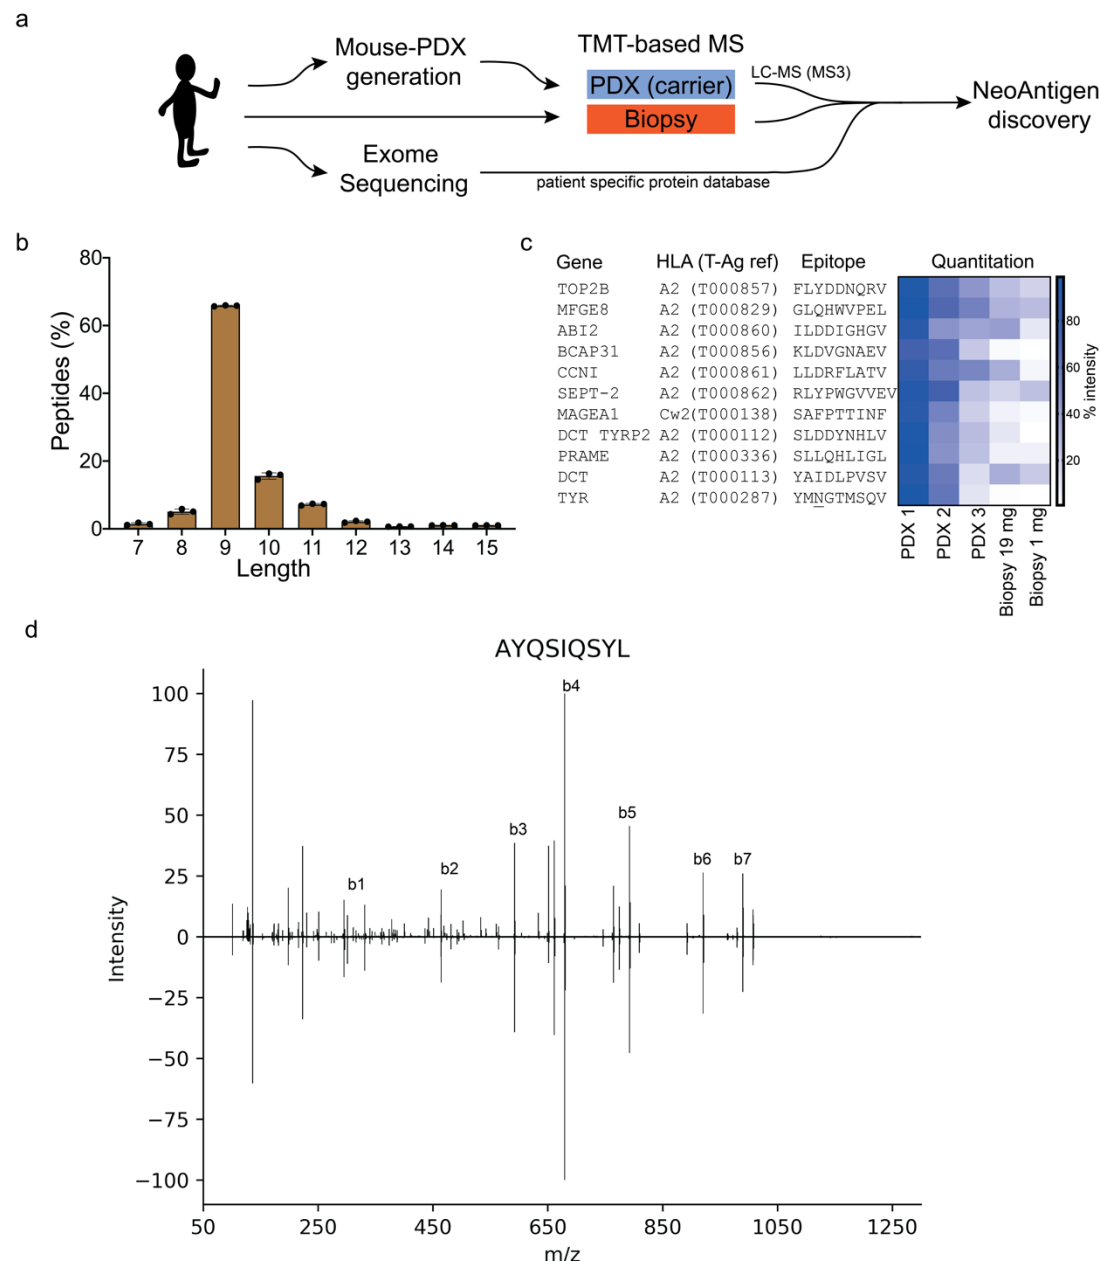 a
Mouse-PDX
generation
TMT-based MS
PDX (carrier)
Biopsy
LC-MS (MS3)
NeoAntigen
discovery
Exome
Sequencing
patient specific protein database
b
Peptides (%)
80
60
40
20
0
7 8 9 10 11 12 13 14 15
Length
c
Gene HLA (T-Ag ref) Epitope Quantitation
TOP2B A2 (T000857) FLYDDNQRV
MFGE8 A2 (T000829) GLQHWVPEL
ABI2 A2 (T000860) ILDDIGHGV
BCAP31 A2 (T000856) KLDVGNAEV
CCNI A2 (T000861) LLDRFLATV
SEPT-2 A2 (T000862) RLYPWGVVEV
MAGEA1 Cw2(T000138) SAFPTTINF
DCT TYRP2 A2 (T000112) SLDDYNHLV
PRAME A2 (T000336) SLLQHLIGL
DCT A2 (T000113) YAIDLPVSV
TYR A2 (T000287) YMNGTMSQV
PDX 1
PDX 2
PDX 3
Biopsy 19 mg
Biopsy 1 mg
80
60
40
20
% intensity
d
AYQSIQSYL
Intensity
100
75
50
25
0
−25
−50
−75
−100
b1
b2
b3
b4
b5
b6
b7
50 250 450 650 850 1050 1250
m/z